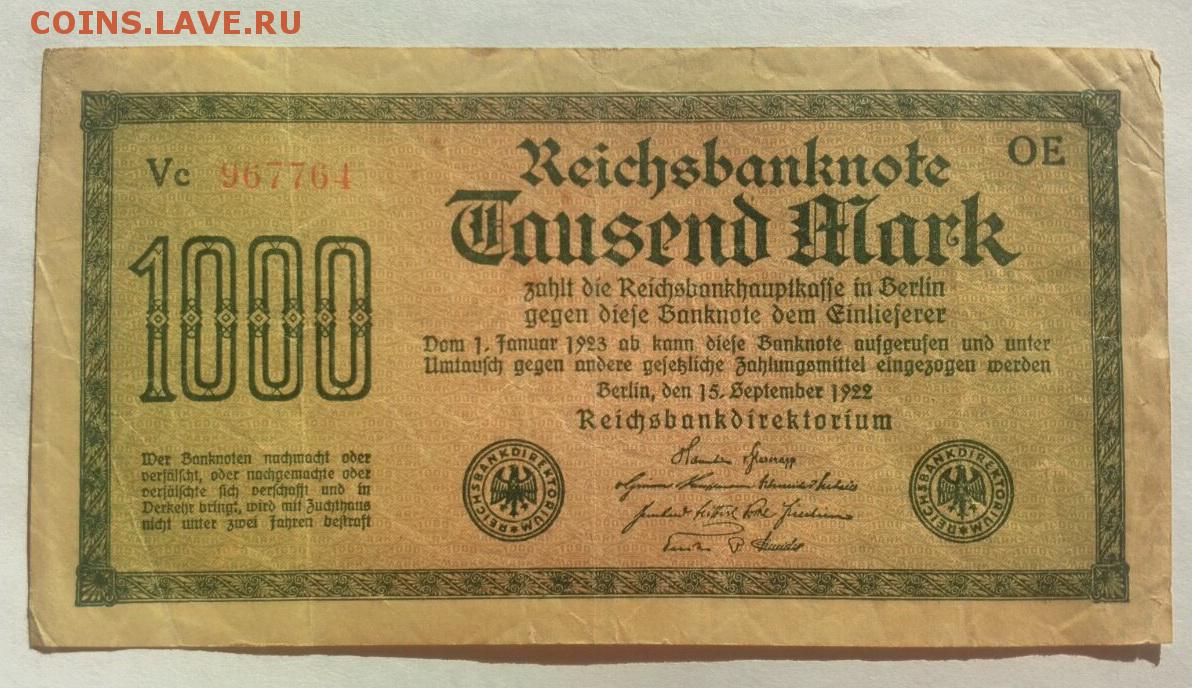 COINS.LAVE.RU
Vc 967764
OE
Reichsbanknote
Tausend Mark
zahlt die Reichsbankhauptkasse in Berlin
gegen diese Banknote dem Einlieferer
Vom 1. Januar 1923 ab kann diese Banknote aufgerufen und unter
Umtausch gegen andere gesetzliche Zahlungsmittel eingezogen werden
Berlin, den 15. September 1922
Reichsbankdirektorium
1000
Wer Banknoten nachmacht oder
verfälscht, oder nachgemachte oder
verfälschte sich verschafft und in
Verkehr bringt, wird mit Zuchthaus
nicht unter zwei Jahren bestraft
REICHSBANKDIREKTORIUM
REICHSBANKDIREKTORIUM